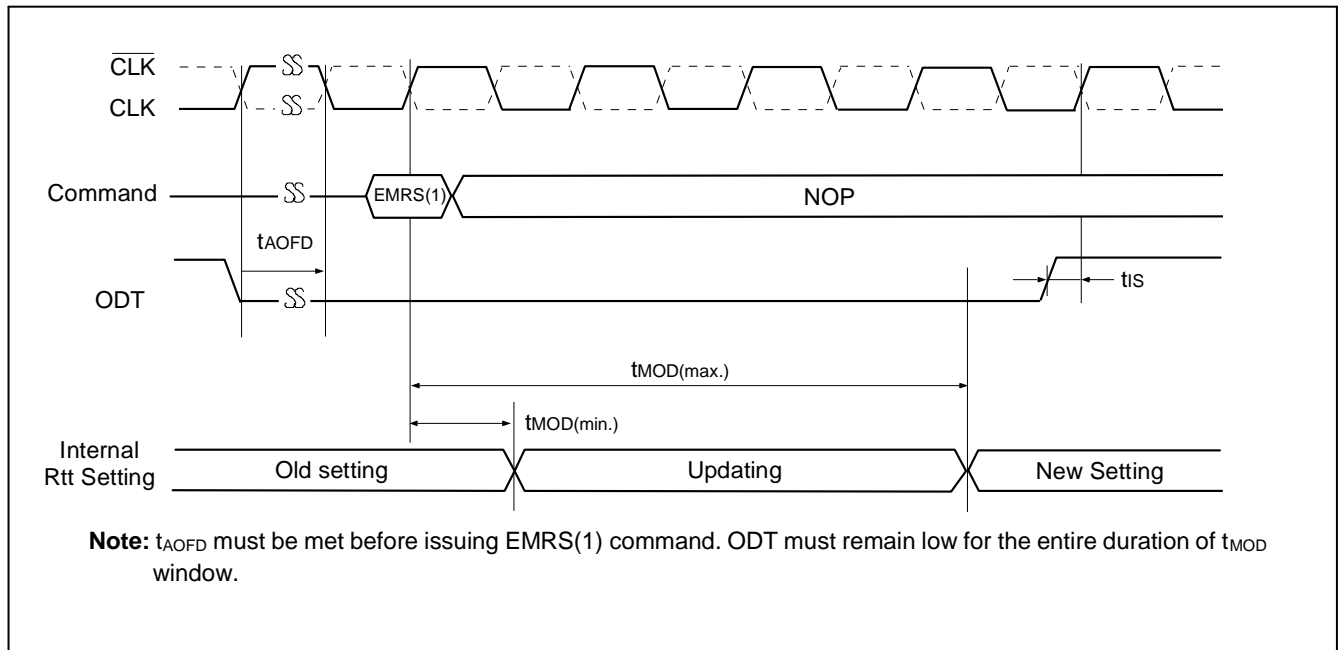 CLK
CLK
Command
EMRS(1)
NOP
tAOFD
ODT
tIS
tMOD(max.)
tMOD(min.)
Internal
Rtt Setting
Old setting
Updating
New Setting
Note: tAOFD must be met before issuing EMRS(1) command. ODT must remain low for the entire duration of tMOD
window.